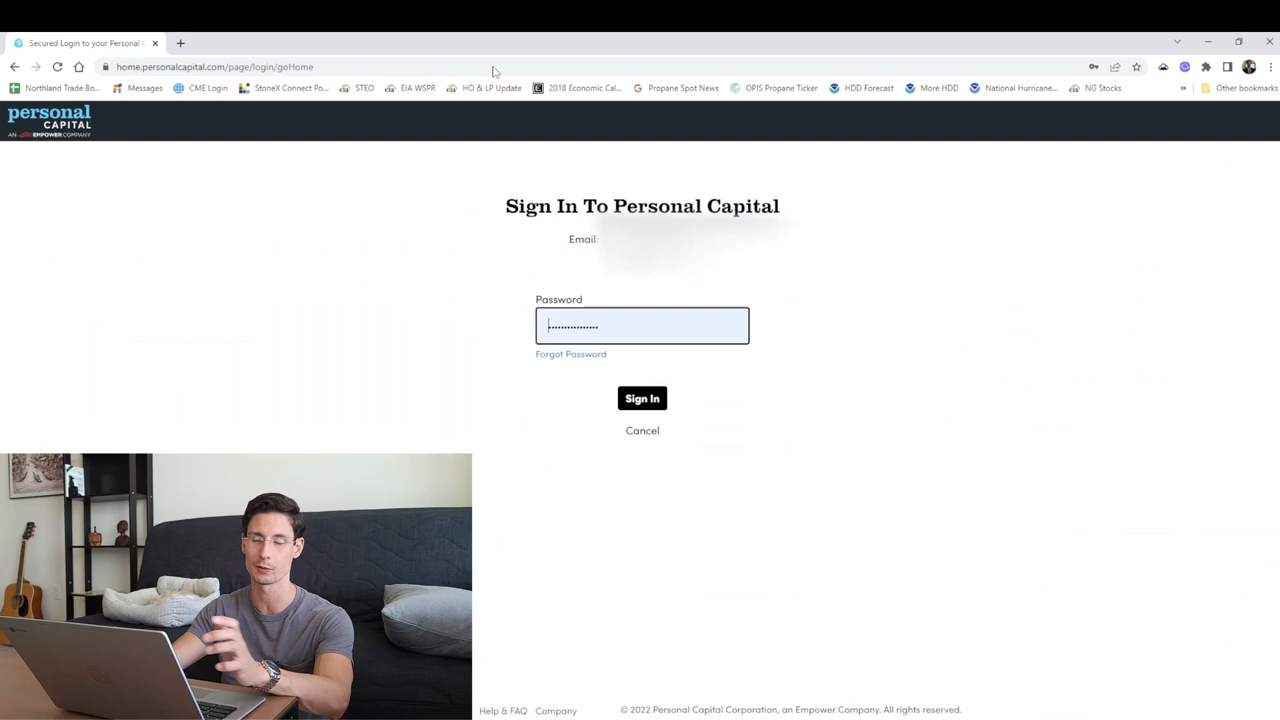 Secured Login to your Personal C
home.personalcapital.com/page/login/goHome
Northland Trade Bo... Messages CME Login StoneX Connect Po... STEO EIA WSPR HO & LP Update 2018 Economic Cal... Propane Spot News OPIS Propane Ticker HDD Forecast More HDD National Hurricane... NG Stocks » Other bookmarks
personal
CAPITAL
AN EMPOWER COMPANY
Sign In To Personal Capital
Email:
Password
Forgot Password
Sign In
Cancel
Help & FAQ Company © 2022 Personal Capital Corporation, an Empower Company. All rights reserved.